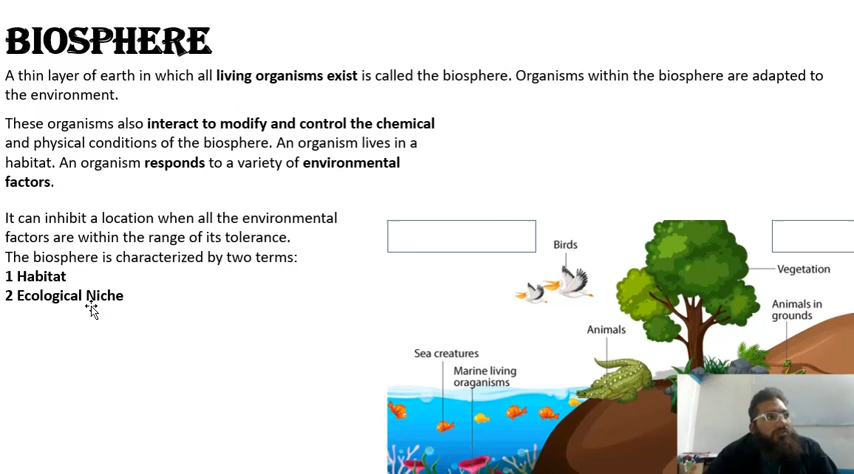 BIOSPHERE
A thin layer of earth in which all living organisms exist is called the biosphere. Organisms within the biosphere are adapted to
the environment.
These organisms also interact to modify and control the chemical
and physical conditions of the biosphere. An organism lives in a
habitat. An organism responds to a variety of environmental
factors.
It can inhibit a location when all the environmental
factors are within the range of its tolerance.
The biosphere is characterized by two terms:
1 Habitat
2 Ecological Niche
Birds
Vegetation
Animals in
grounds
Animals
Sea creatures
Marine living
oraganisms